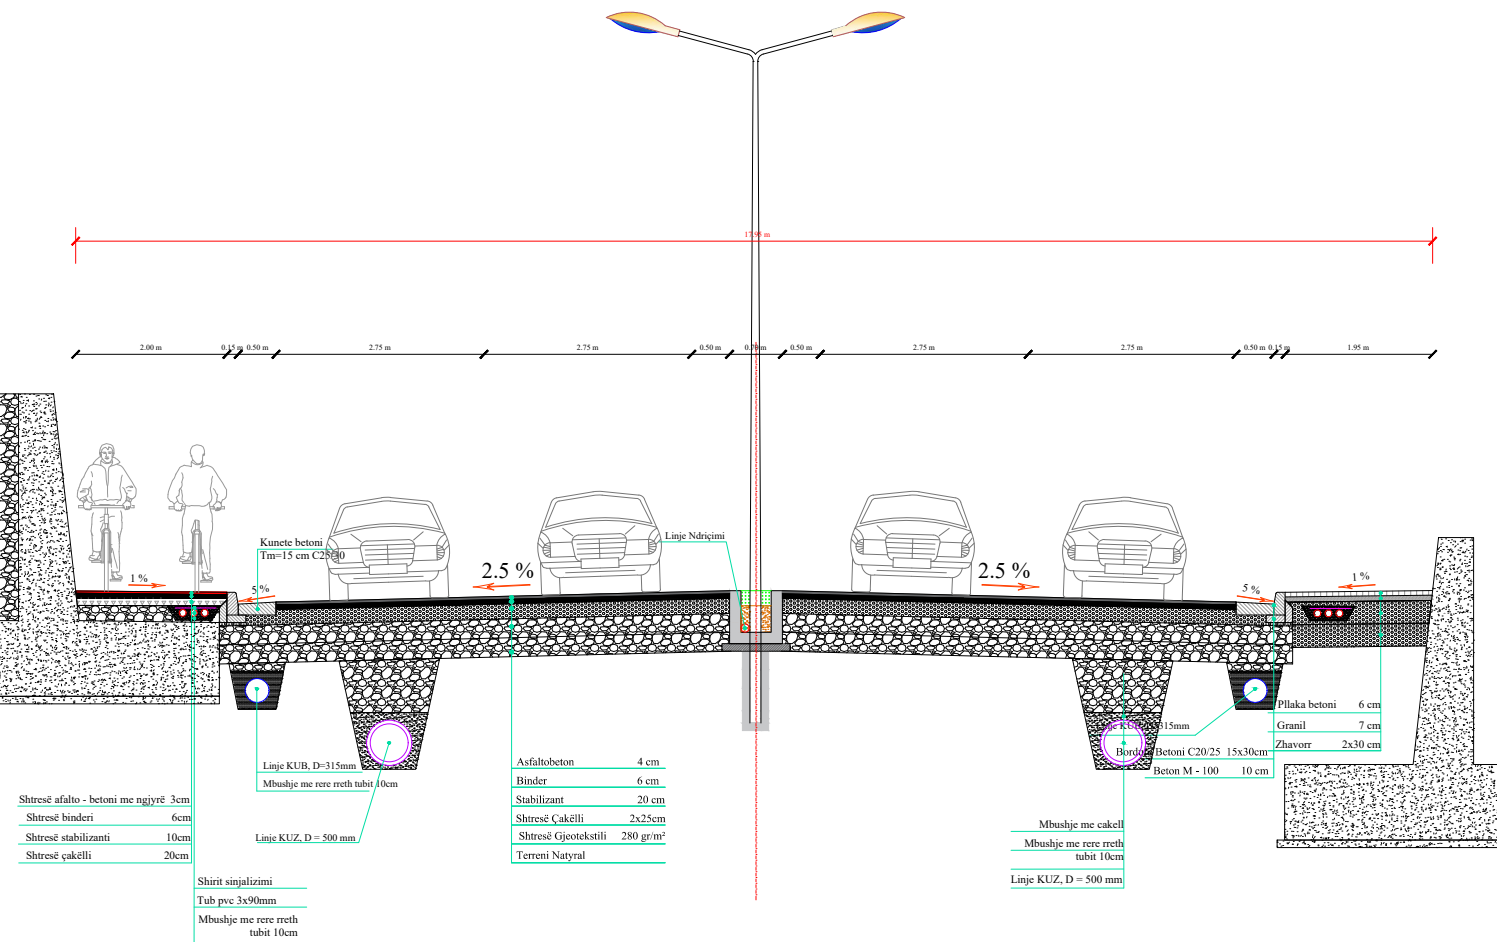 17.95 m
2.00 m 0.15 m 0.50 m 2.75 m 2.75 m 0.50 m 0.50 m 2.75 m 2.75 m 0.50 m 0.15 m 1.95 m
Linje Ndriçimi
Kunete betoni
Tm=15 cm C25/30
1 %
5 %
2.5 %
2.5 %
5 %
1 %
Pllaka betoni 6 cm
Granil 7 cm
Zhavorr 2x30 cm
Betoni C20/25 15x30cm
Beton M - 100 10 cm
Linje KUB, D=315mm
Mbushje me rere rreth tubit 10cm
Linje KUZ, D = 500 mm
Asfaltobeton 4 cm
Binder 6 cm
Stabilizant 20 cm
Shtresë Çakëlli 2x25cm
Shtresë Gjeotekstili 280 gr/m²
Terreni Natyral
Shtresë afalto - betoni me ngjyrë 3cm
Shtresë binderi 6cm
Shtresë stabilizanti 10cm
Shtresë çakëlli 20cm
Shirit sinjalizimi
Tub pvc 3x90mm
Mbushje me rere rreth
tubit 10cm
Mbushje me cakell
Mbushje me rere rreth
tubit 10cm
Linje KUZ, D = 500 mm